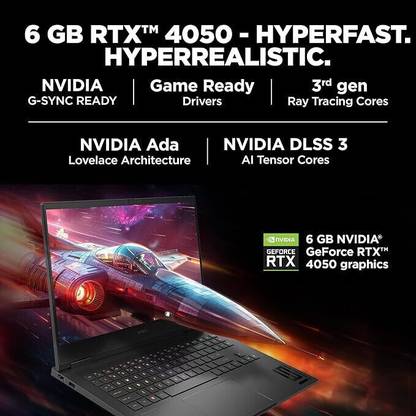 6 GB RTX™ 4050 - HYPERFAST.
HYPERREALISTIC.
NVIDIA
G-SYNC READY
Game Ready
Drivers
3rd gen
Ray Tracing Cores
NVIDIA Ada
Lovelace Architecture
NVIDIA DLSS 3
AI Tensor Cores
NVIDIA
GEFORCE
RTX
6 GB NVIDIA®
GeForce RTX™
4050 graphics